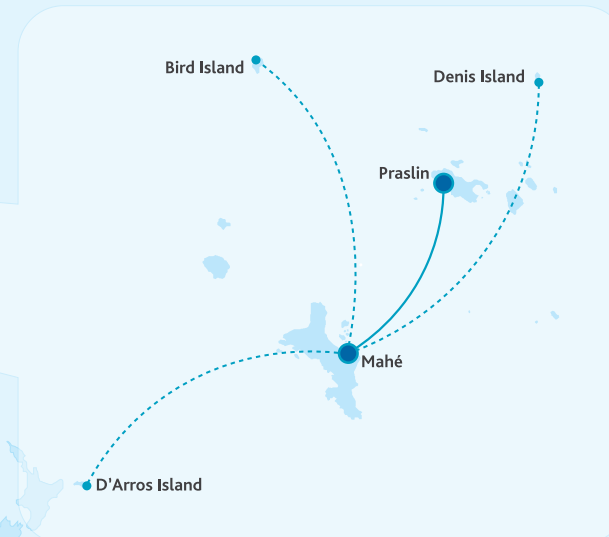 Bird Island
Denis Island
Praslin
Mahé
D'Arros Island